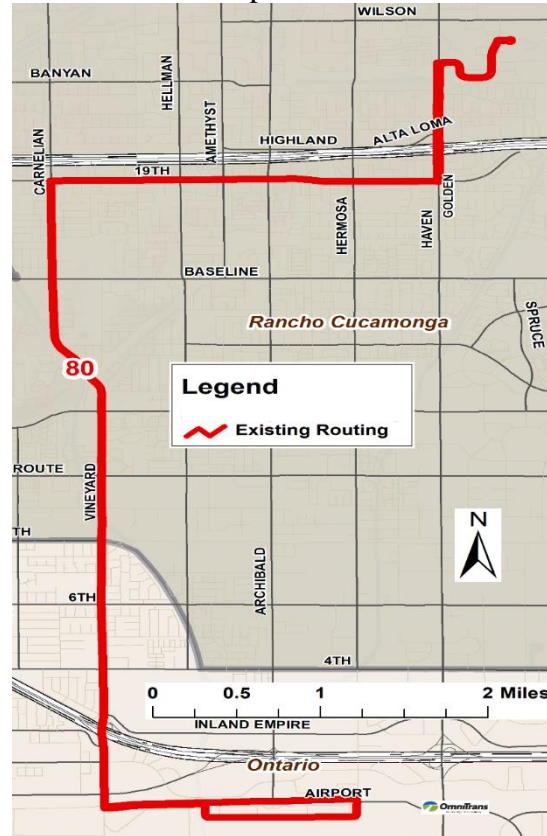 WILSON
BANYAN
HELLMAN
AMETHYST
HIGHLAND
ALTA LOMA
CARNELIAN
19TH
HERMOSA
HAVEN
GOLDEN
BASELINE
Rancho Cucamonga
SPRUCE
80
Legend
Existing Routing
ROUTE
VINEYARD
N
TH
ARCHIBALD
6TH
4TH
0 0.5 1 2 Miles
INLAND EMPIRE
Ontario
AIRPORT
OmniTrans